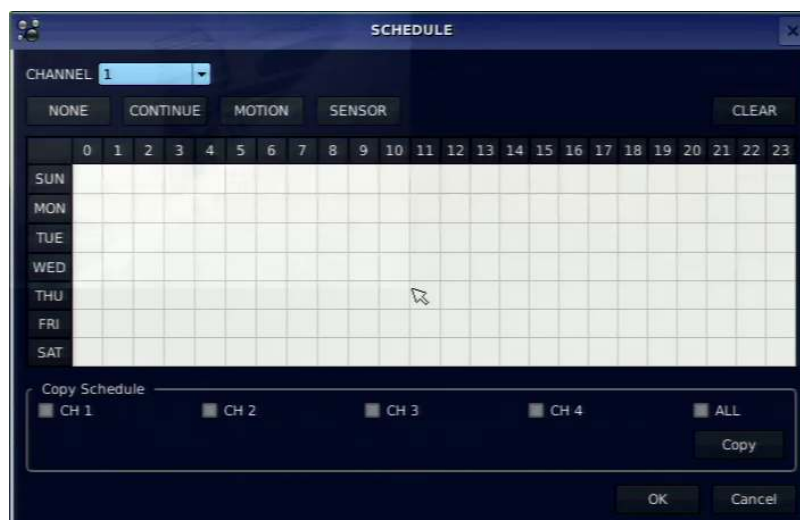 SCHEDULE
CHANNEL 1
NONE CONTINUE MOTION SENSOR CLEAR
0 1 2 3 4 5 6 7 8 9 10 11 12 13 14 15 16 17 18 19 20 21 22 23
SUN
MON
TUE
WED
THU
FRI
SAT
Copy Schedule
CH 1 CH 2 CH 3 CH 4 ALL
Copy
OK Cancel